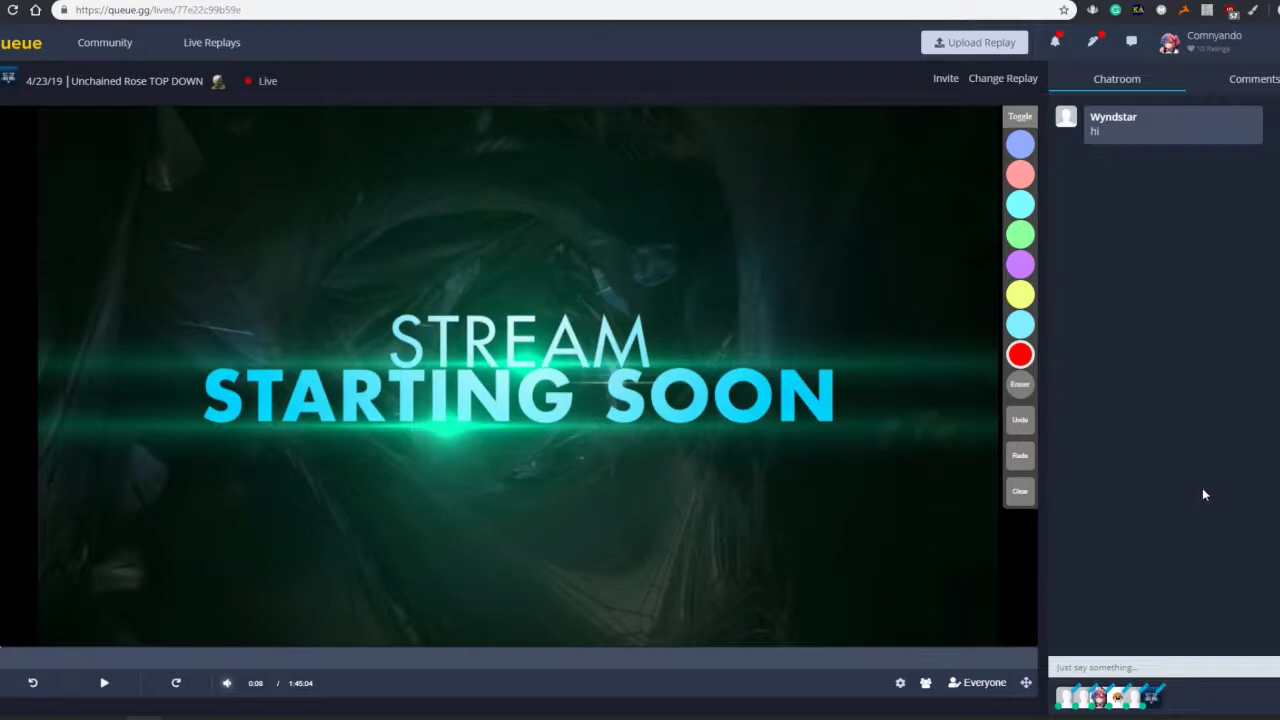 https://queue.gg/lives/77e22c99b59e
57
ueue
Community
Live Replays
Upload Replay
Comnyando
10 Ratings
4/23/19 | Unchained Rose TOP DOWN
Live
Invite
Change Replay
Chatroom
Comments
Toggle
Wyndstar
hi
STREAM
STARTING SOON
Eraser
Undo
Redo
Clear
Just say something...
0:08 / 1:45:04
Everyone